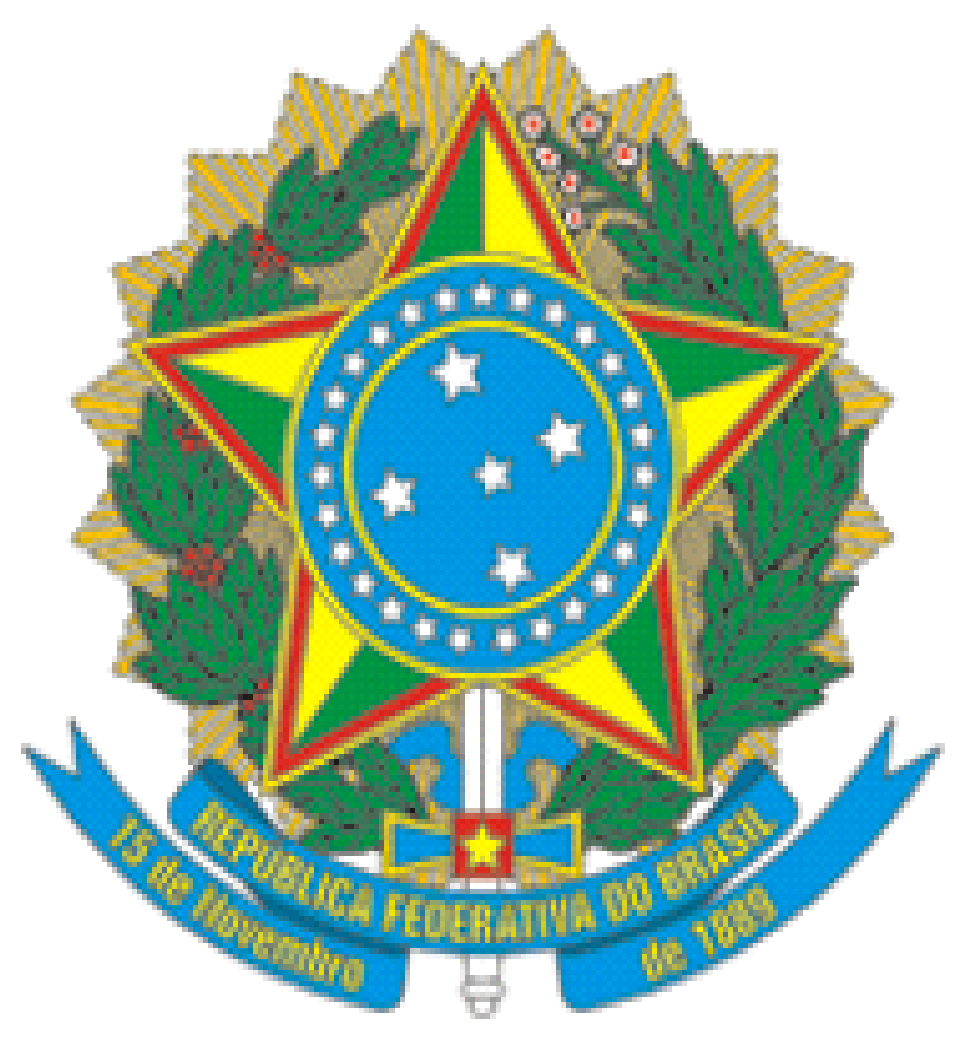 REPÚBLICA FEDERATIVA DO BRASIL
15 de Novembro
de 1889